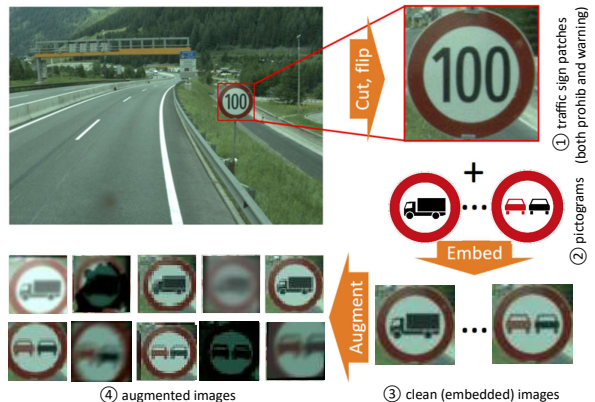 100
Cut, flip
100
① traffic sign patches
(both prohib and warning)
+
...
② pictograms
Embed
Augment
...
④ augmented images
③ clean (embedded) images